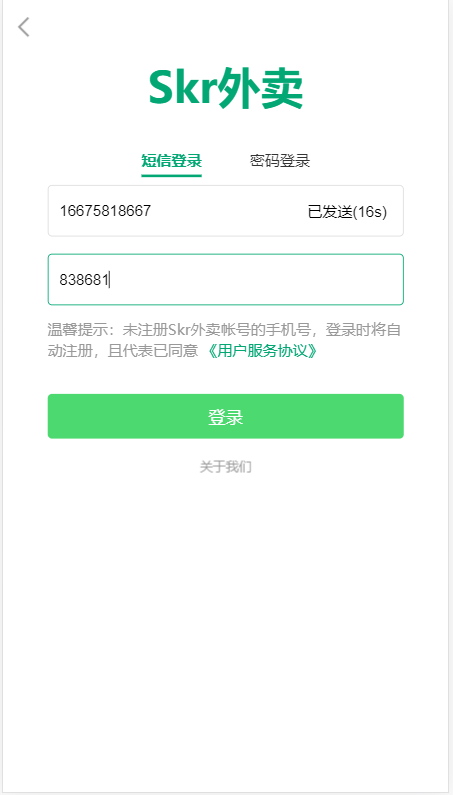 Skr外卖
短信登录 密码登录
16675818667 已发送(16s)
838681
温馨提示：未注册Skr外卖帐号的手机号，登录时将自
动注册，且代表已同意 《用户服务协议》
登录
关于我们